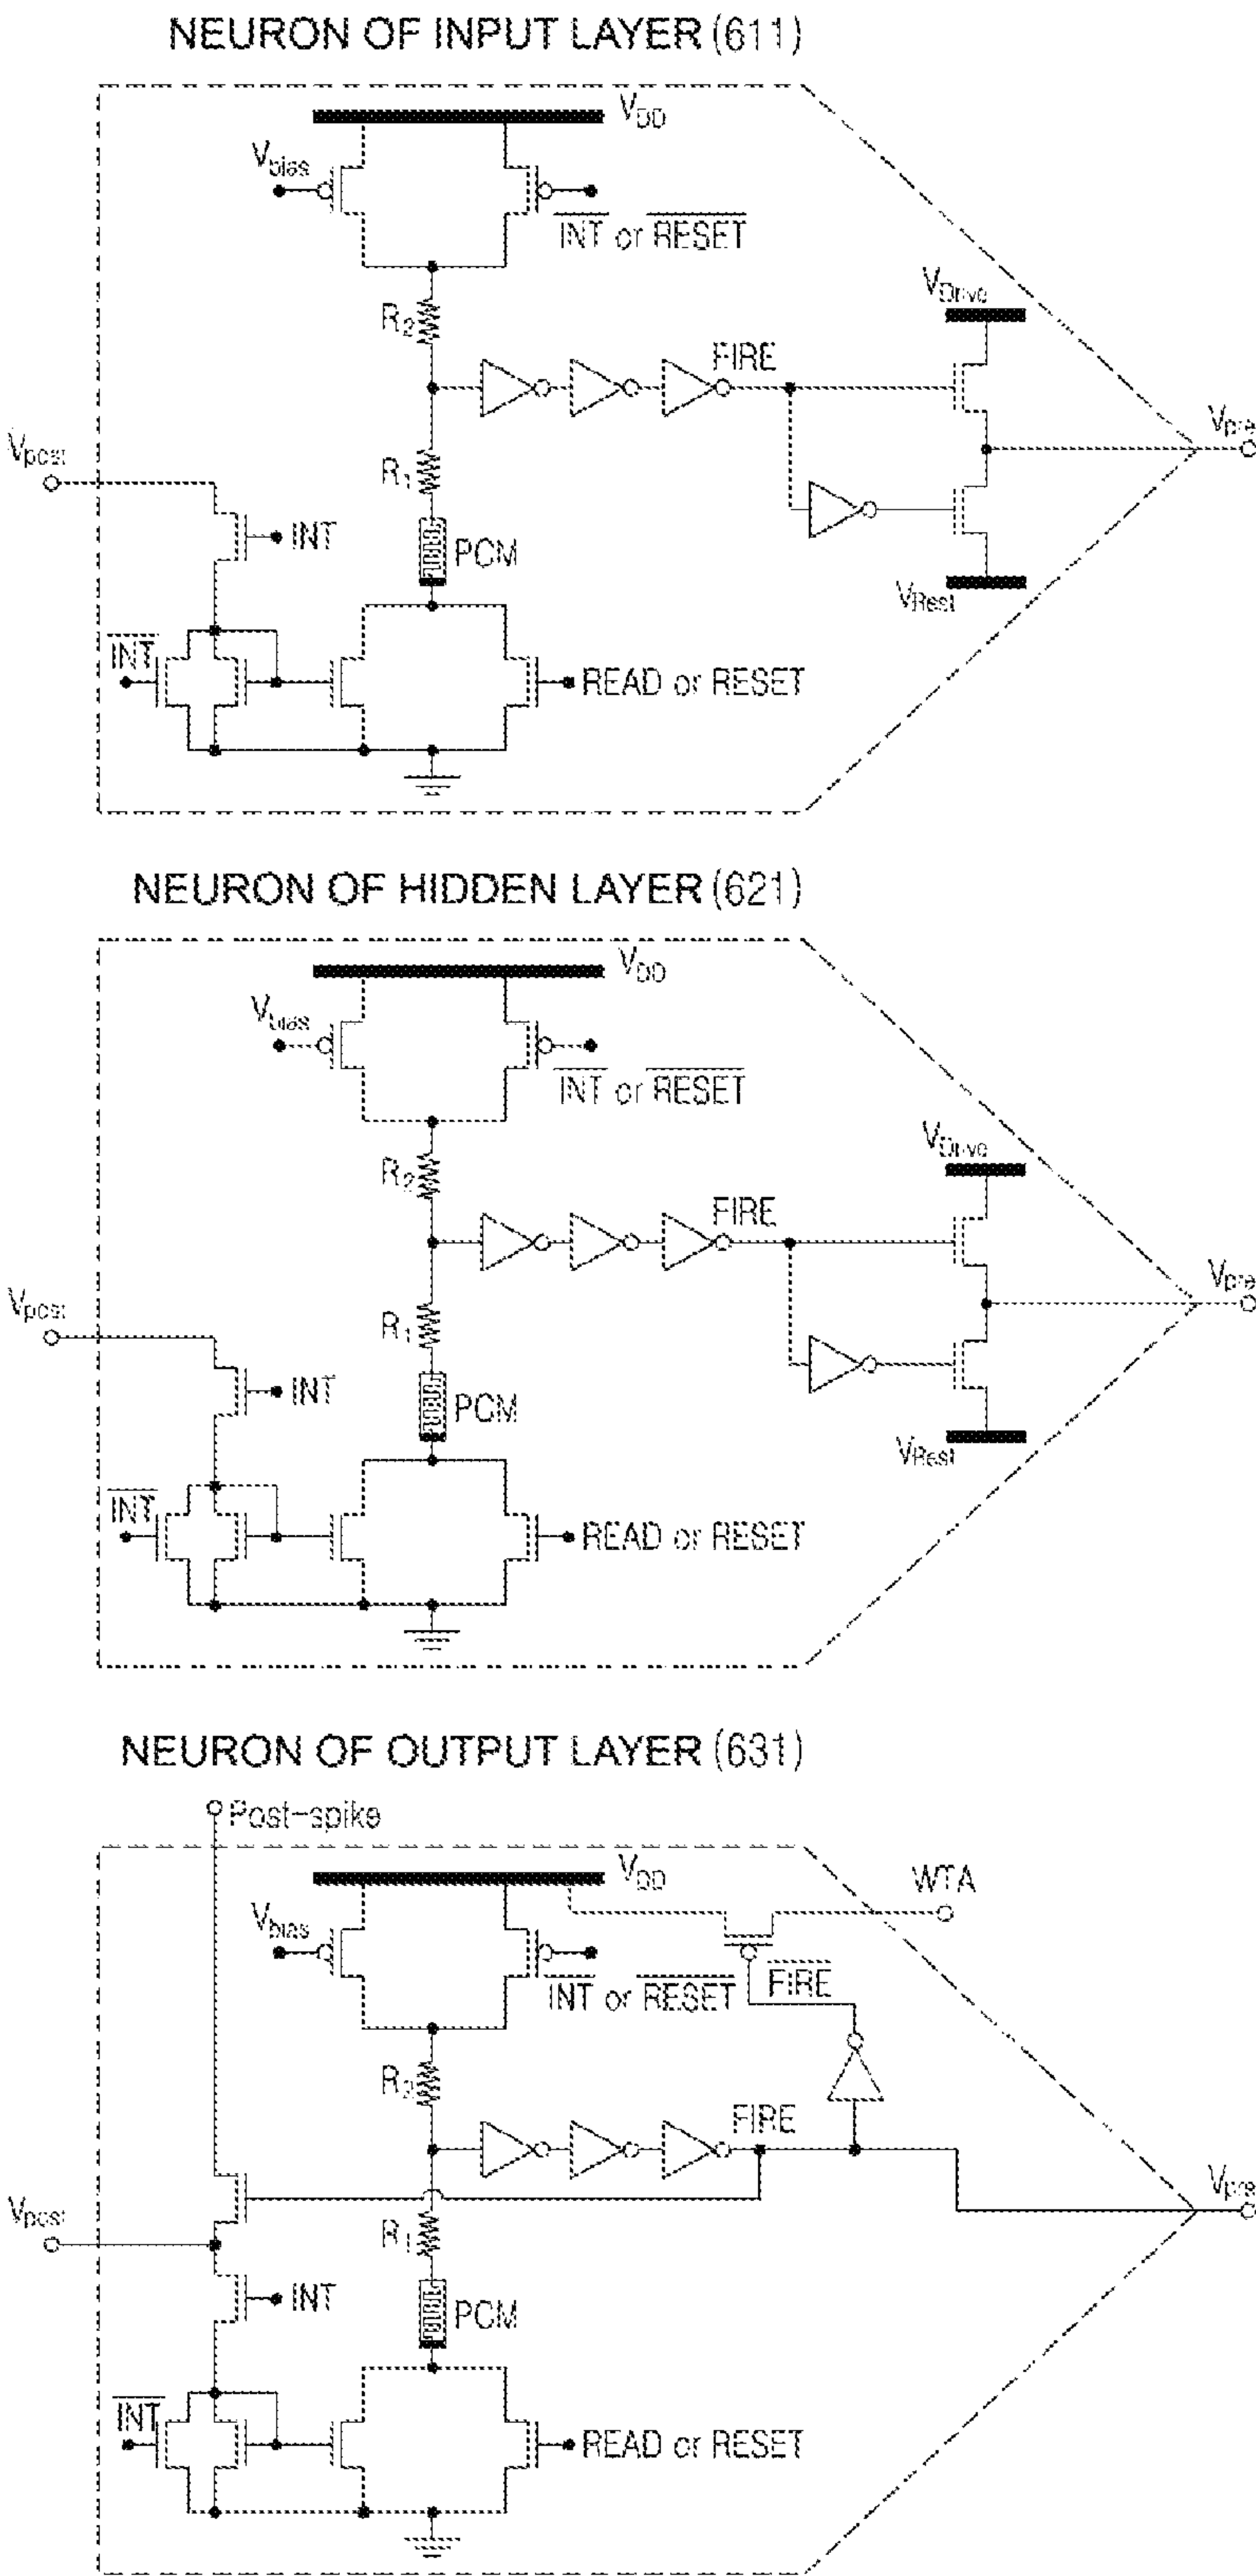 NEURON OF INPUT LAYER (611)
VDD
Vbias
INT or RESET
VDrive
R2
FIRE
Vpre
Vpost
R1
INT
PCM
VRest
INT
READ or RESET
NEURON OF HIDDEN LAYER (621)
VDD
Vbias
INT or RESET
VDrive
R2
FIRE
Vpre
Vpost
R1
INT
PCM
VRest
INT
READ or RESET
NEURON OF OUTPUT LAYER (631)
Post-spike
VDD
WTA
Vbias
INT or RESET
FIRE
R2
FIRE
Vpre
Vpost
R1
INT
PCM
INT
READ or RESET